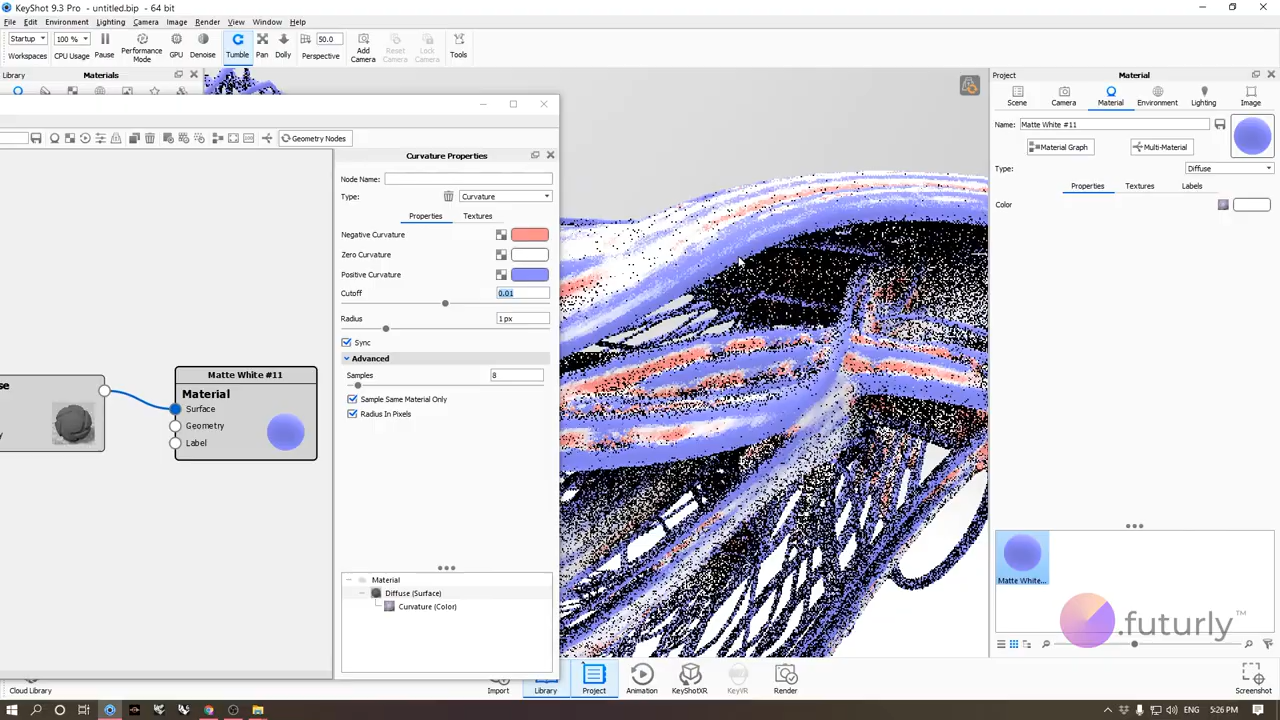 KeyShot 9.3 Pro - untitled.bip - 64 bit
File Edit Environment Lighting Camera Image Render View Window Help
Startup 100 % 50.0
Workspaces CPU Usage Pause Performance Mode GPU Denoise Tumble Pan Dolly Perspective Add Camera Reset Camera Lock Camera Tools
Library Materials
Project Material
Scene Camera Material Environment Lighting Image
Name: Matte White #11
Material Graph Multi-Material
Type: Diffuse
Properties Textures Labels
Color
Geometry Nodes
Curvature Properties
Node Name:
Type: Curvature
Properties Textures
Negative Curvature
Zero Curvature
Positive Curvature
Cutoff 0.01
Radius 1 px
Sync
Advanced
Samples 8
Sample Same Material Only
Radius In Pixels
Matte White #11
Material
Surface
Geometry
Label
se
y
Material
Diffuse (Surface)
Curvature (Color)
Matte White...
.futurly™
Cloud Library Import Library Project Animation KeyShotXR KeyVR Render Screenshot
ENG 5:26 PM